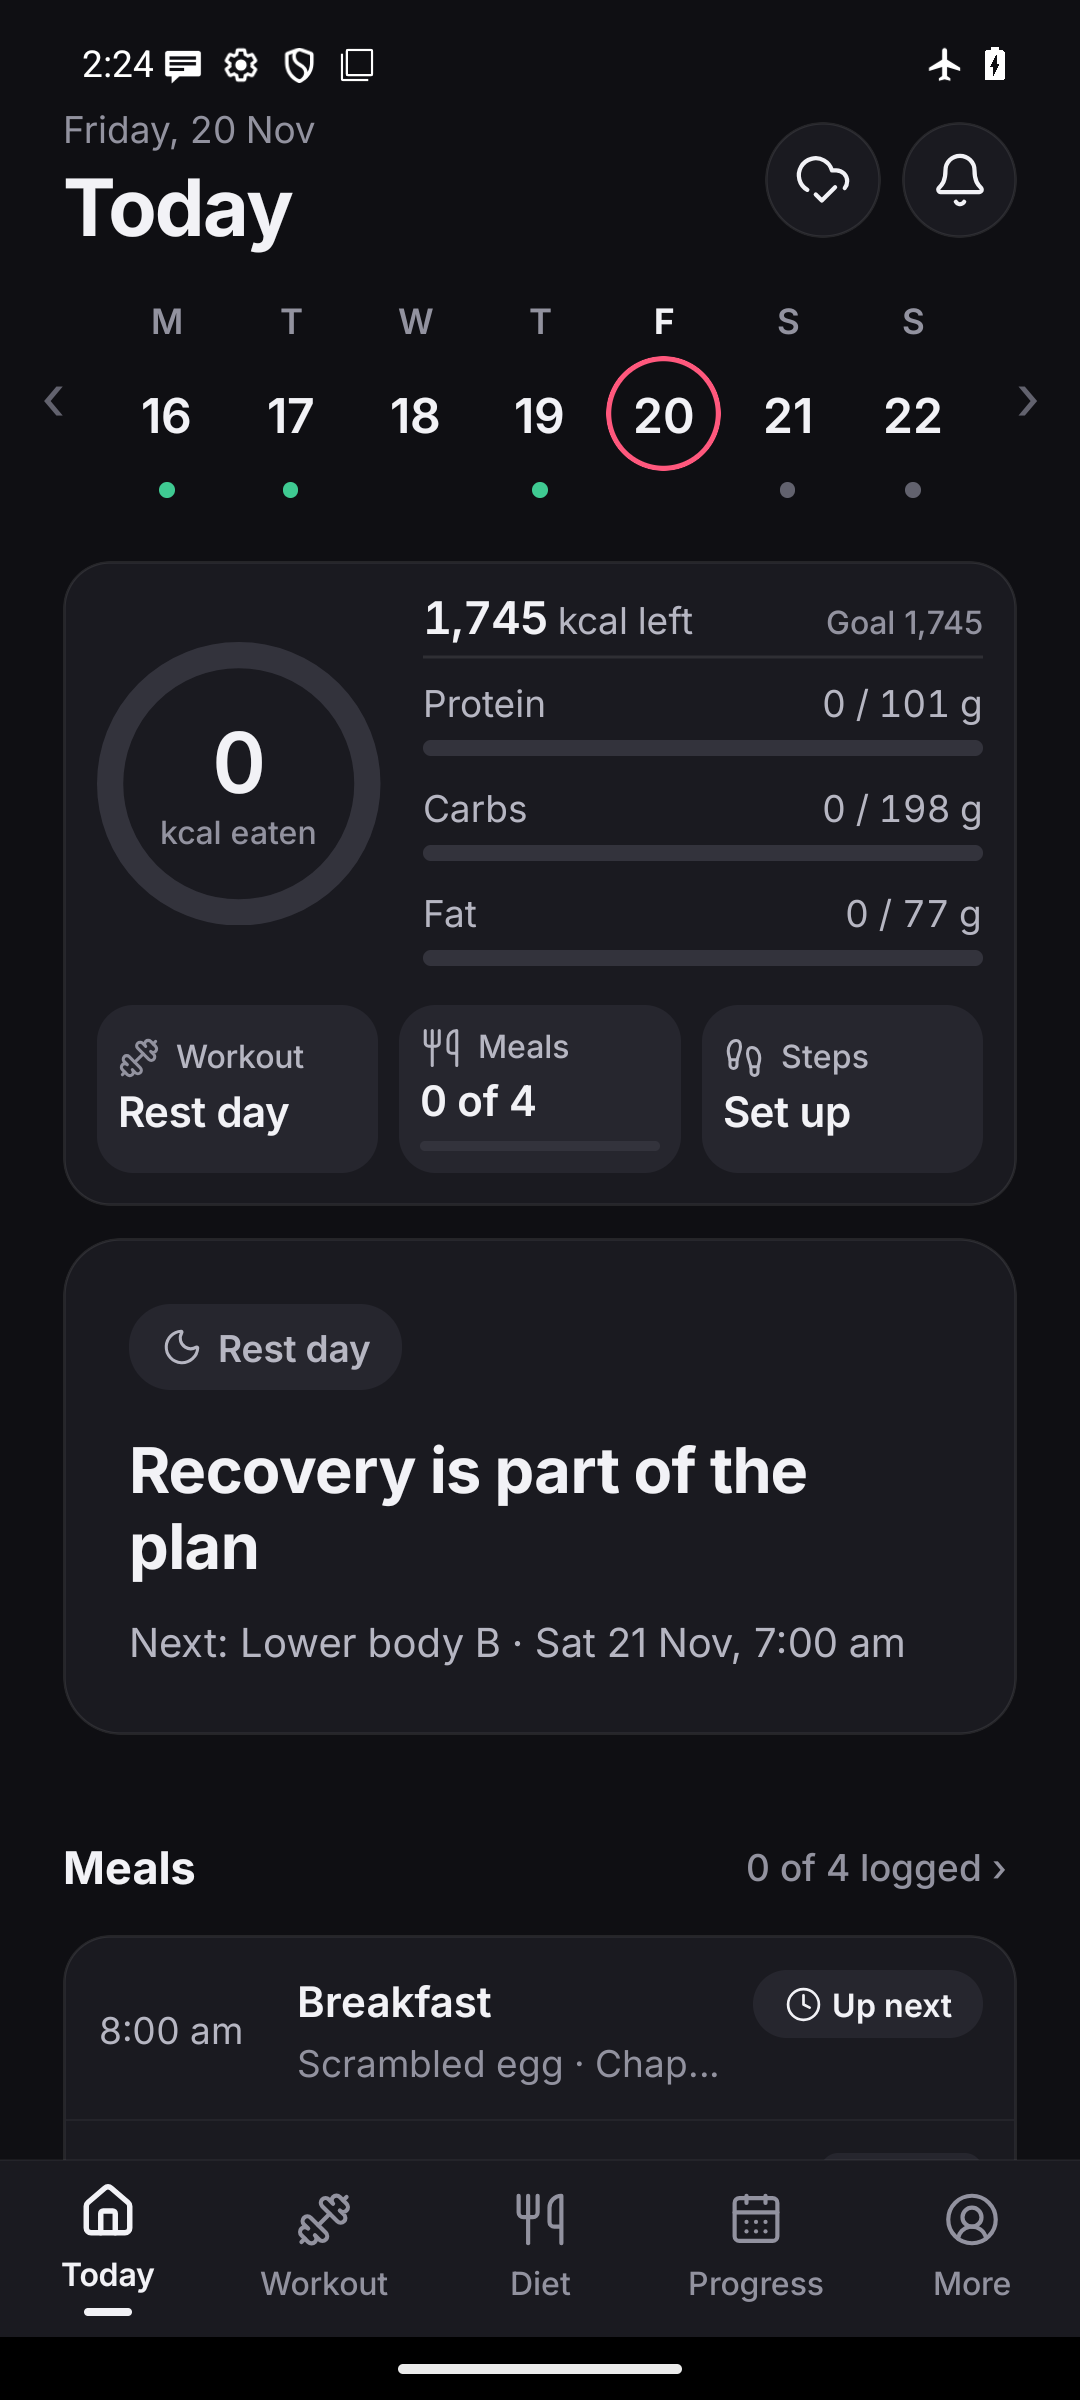 2:24
Friday, 20 Nov
Today
M T W T F S S
‹ 16 17 18 19 20 21 22 ›
1,745 kcal left Goal 1,745
0
kcal eaten
Protein 0 / 101 g
Carbs 0 / 198 g
Fat 0 / 77 g
Workout
Rest day
Meals
0 of 4
Steps
Set up
Rest day
Recovery is part of the
plan
Next: Lower body B · Sat 21 Nov, 7:00 am
Meals 0 of 4 logged ›
8:00 am
Breakfast
Scrambled egg · Chap...
Up next
Today Workout Diet Progress More